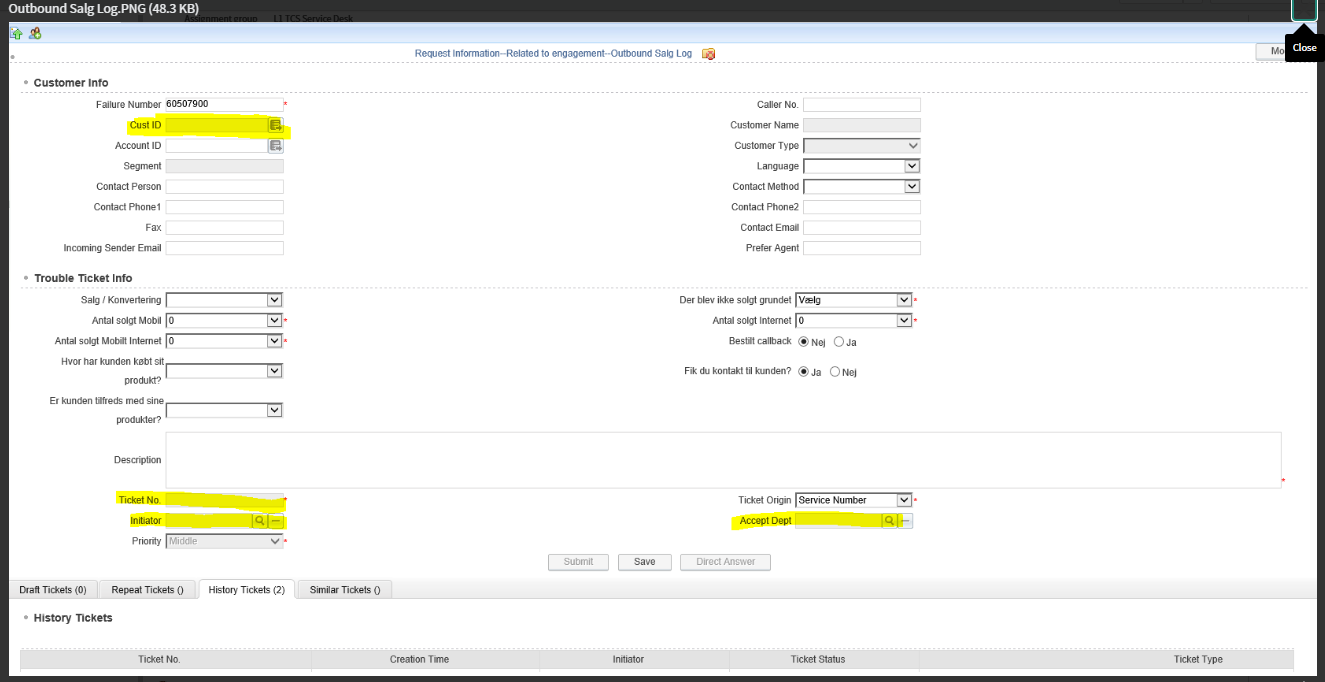 Outbound Salg Log.PNG (48.3 KB)
Assignment group L1 TCS Service Desk
Request Information--Related to engagement--Outbound Salg Log
Close
Customer Info
Failure Number 60507900 * Caller No.
Cust ID Customer Name
Account ID Customer Type
Segment Language
Contact Person Contact Method
Contact Phone1 Contact Phone2
Fax Contact Email
Incoming Sender Email Prefer Agent
Trouble Ticket Info
Salg / Konvertering Der blev ikke solgt grundet Vælg *
Antal solgt Mobil 0 * Antal solgt Internet 0 *
Antal solgt Mobilt Internet 0 * Bestilt callback Nej Ja
Hvor har kunden købt sit
produkt?
Fik du kontakt til kunden? Ja Nej
Er kunden tilfreds med sine
produkter?
Description *
Ticket No. * Ticket Origin Service Number *
Initiator Accept Dept
Priority Middle *
Submit Save Direct Answer
Draft Tickets (0) Repeat Tickets () History Tickets (2) Similar Tickets ()
History Tickets
Ticket No. Creation Time Initiator Ticket Status Ticket Type